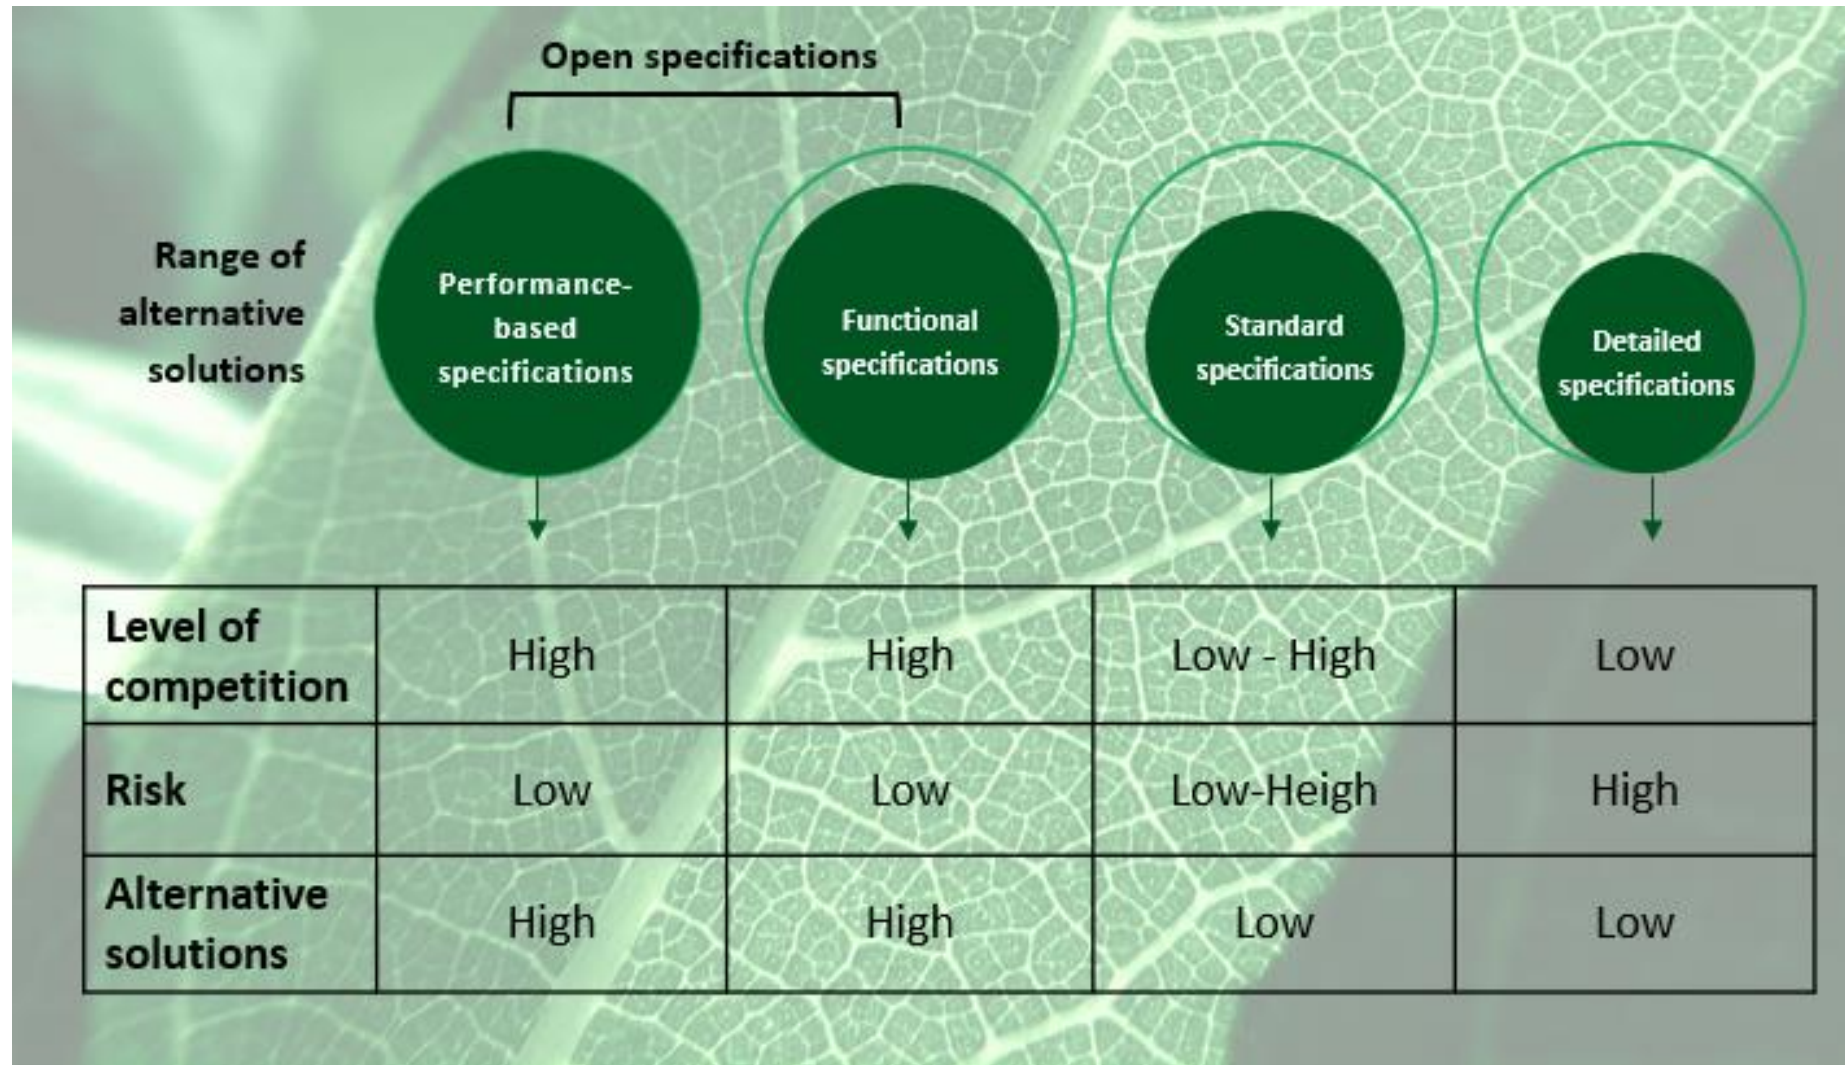 Open specifications
Range of
alternative
solutions
Performance-
based
specifications
Functional
specifications
Standard
specifications
Detailed
specifications
Level of
competition
High
High
Low - High
Low
Risk
Low
Low
Low-Heigh
High
Alternative
solutions
High
High
Low
Low